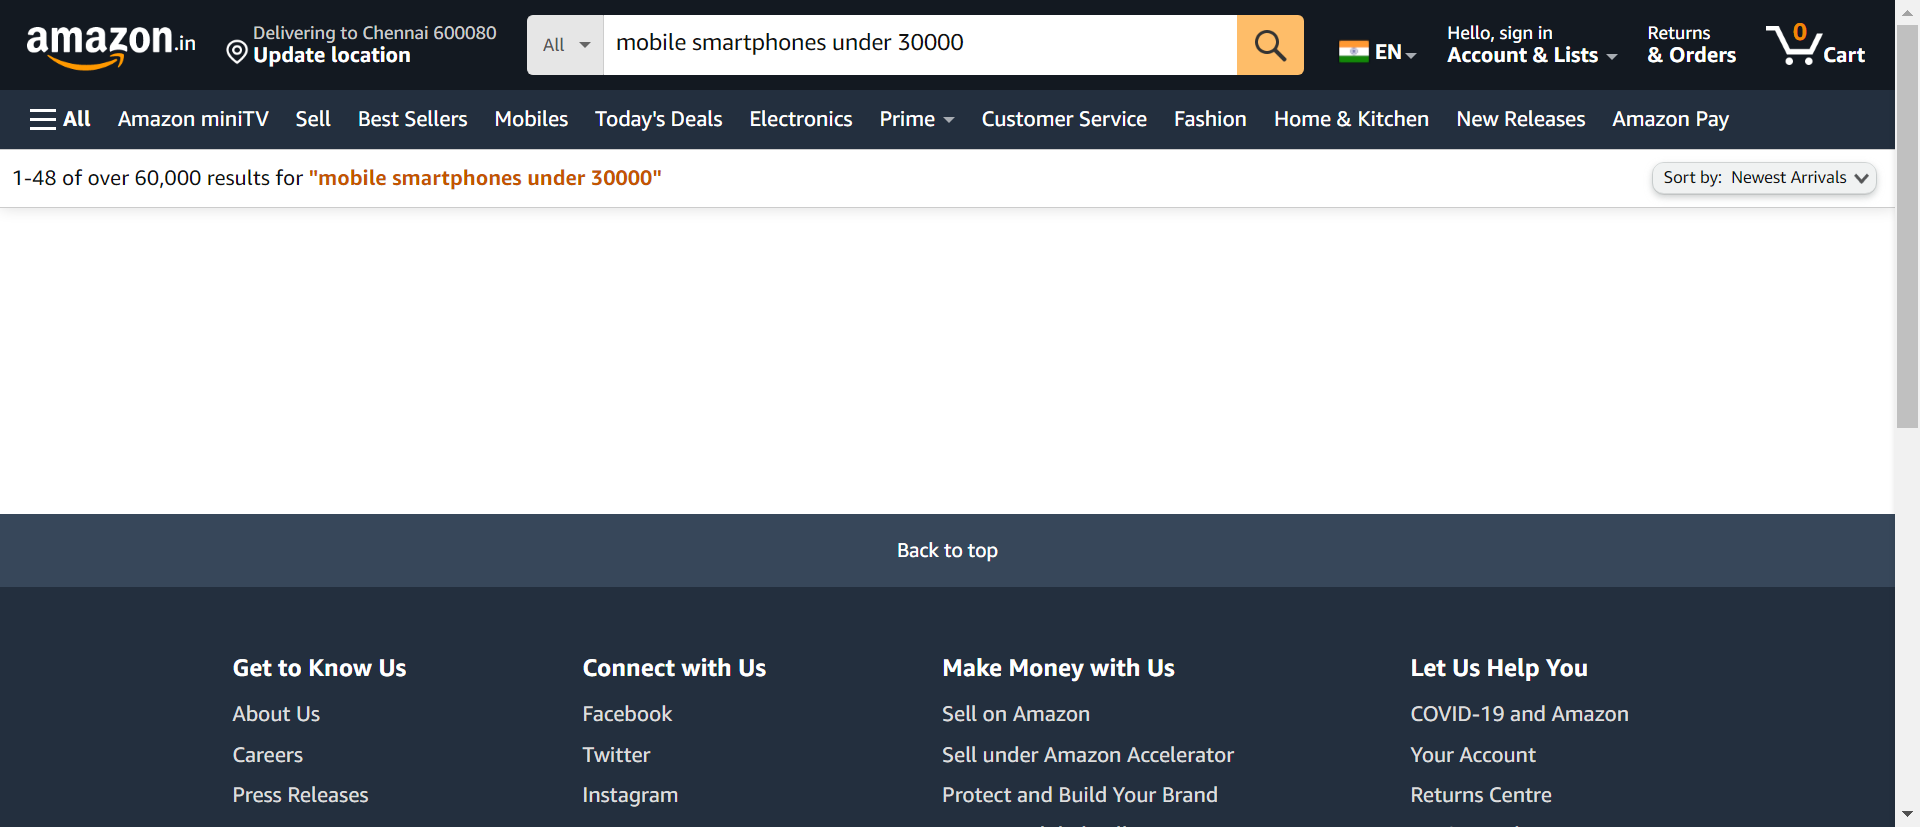 amazon.in
Delivering to Chennai 600080
Update location
All
mobile smartphones under 30000
EN
Hello, sign in
Account & Lists
Returns
& Orders
0
Cart
All
Amazon miniTV
Sell
Best Sellers
Mobiles
Today's Deals
Electronics
Prime
Customer Service
Fashion
Home & Kitchen
New Releases
Amazon Pay
1-48 of over 60,000 results for "mobile smartphones under 30000"
Sort by: Newest Arrivals
Back to top
Get to Know Us
About Us
Careers
Press Releases
Connect with Us
Facebook
Twitter
Instagram
Make Money with Us
Sell on Amazon
Sell under Amazon Accelerator
Protect and Build Your Brand
Let Us Help You
COVID-19 and Amazon
Your Account
Returns Centre